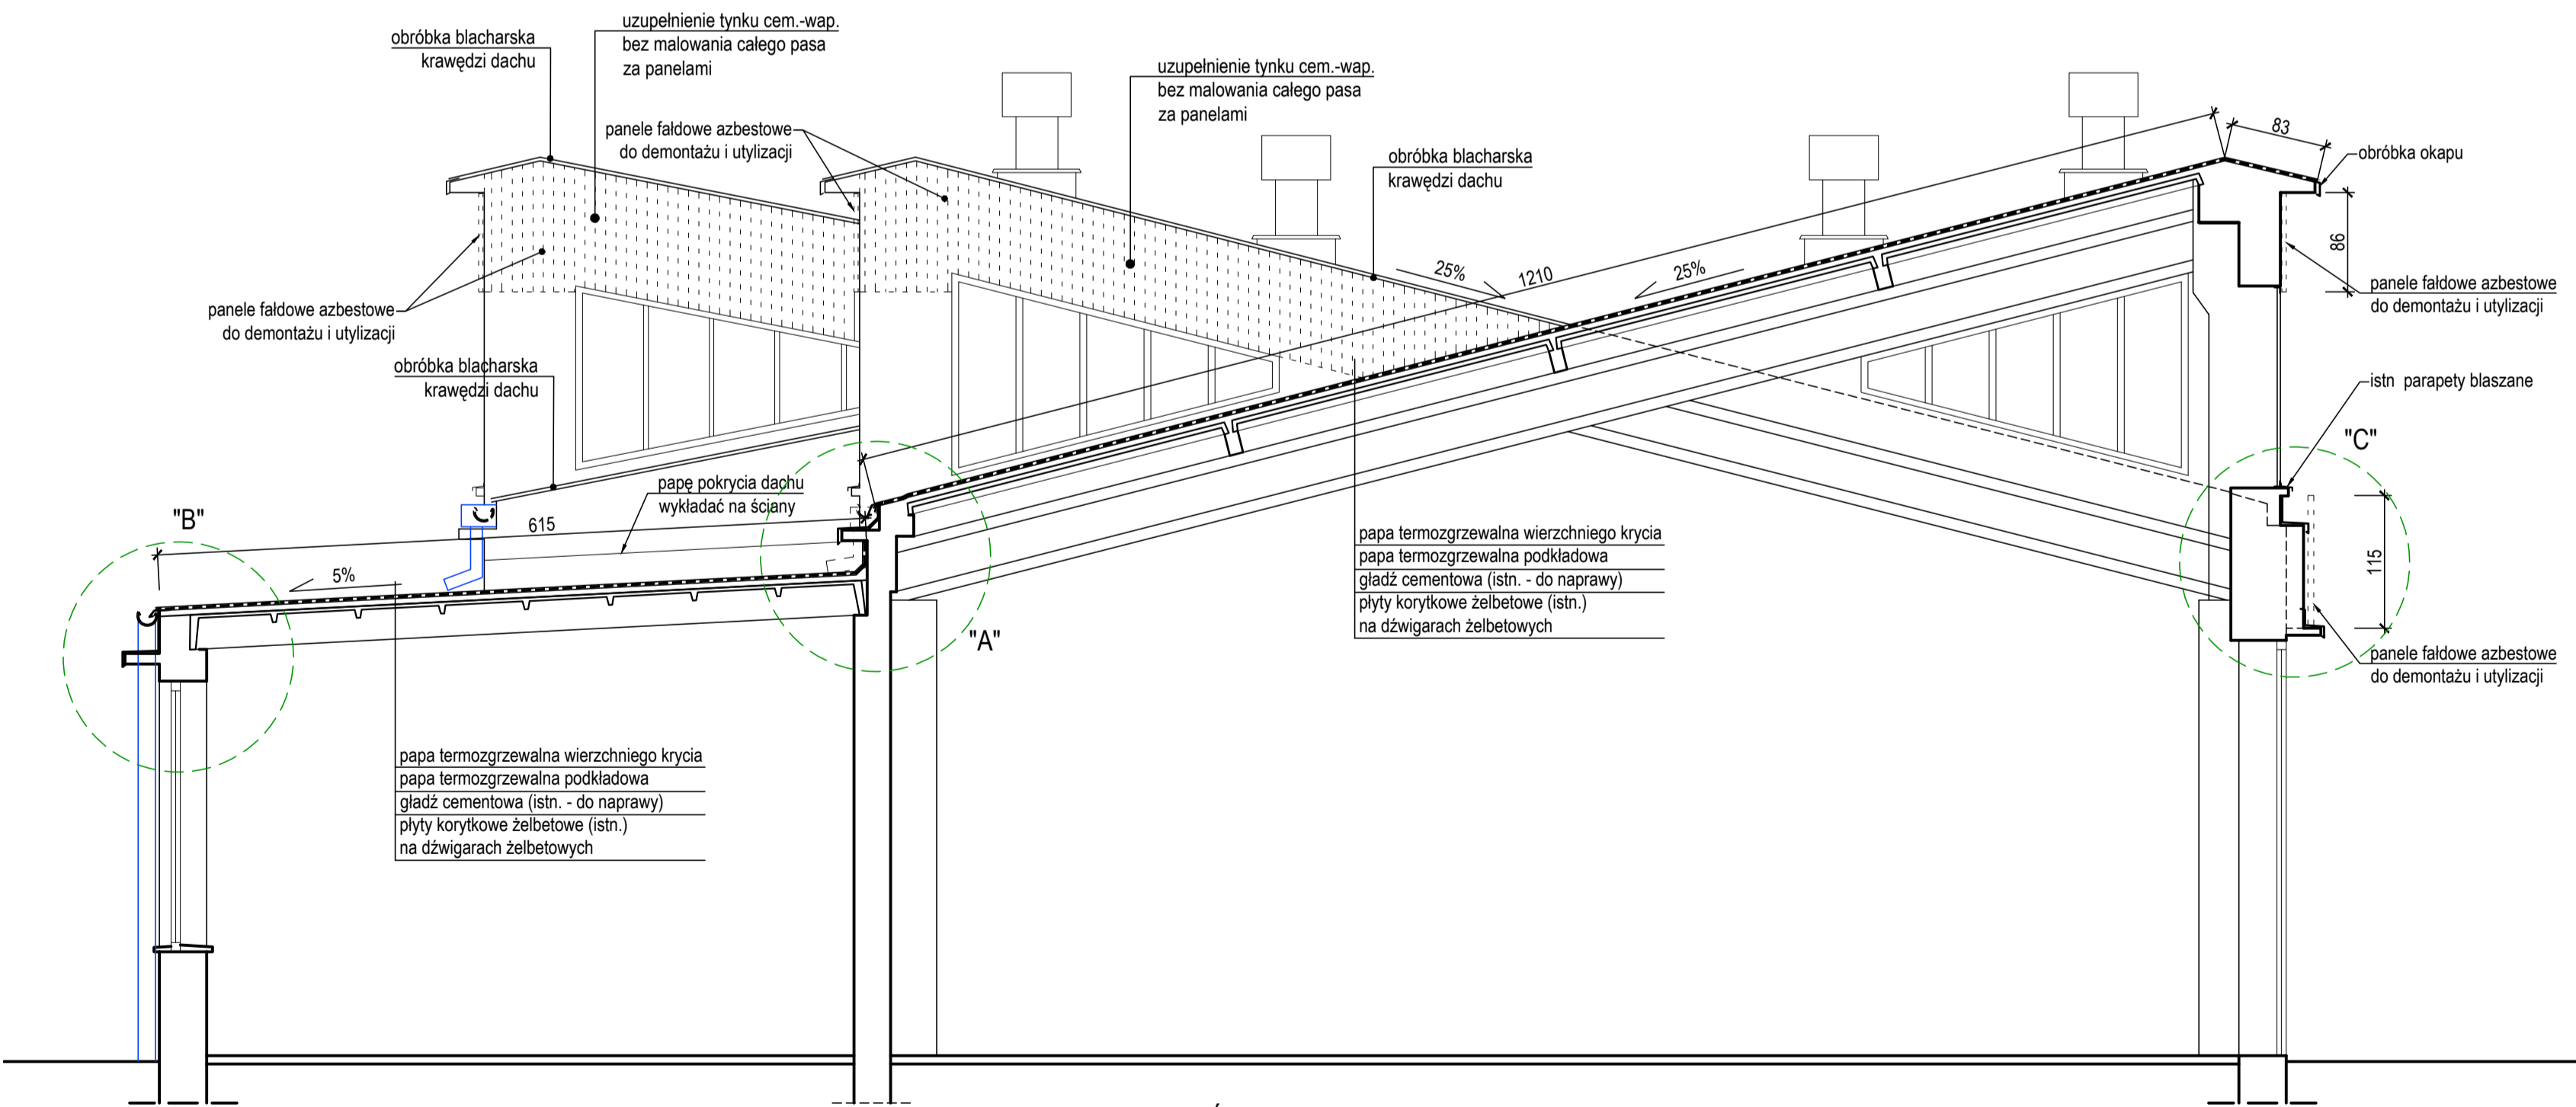 obróbka blacharska
krawędzi dachu
uzupełnienie tynku cem.-wap.
bez malowania całego pasa
za panelami
panele fałdowe azbestowe
do demontażu i utylizacji
uzupełnienie tynku cem.-wap.
bez malowania całego pasa
za panelami
obróbka blacharska
krawędzi dachu
83
obróbka okapu
86
panele fałdowe azbestowe
do demontażu i utylizacji
25%
1210
25%
panele fałdowe azbestowe
do demontażu i utylizacji
obróbka blacharska
krawędzi dachu
istn parapety blaszane
"C"
papę pokrycia dachu
wykładać na ściany
"B"
615
5%
"A"
115
papa termozgrzewalna wierzchniego krycia
papa termozgrzewalna podkładowa
gładź cementowa (istn. - do naprawy)
płyty korytkowe żelbetowe (istn.)
na dźwigarach żelbetowych
panele fałdowe azbestowe
do demontażu i utylizacji
papa termozgrzewalna wierzchniego krycia
papa termozgrzewalna podkładowa
gładź cementowa (istn. - do naprawy)
płyty korytkowe żelbetowe (istn.)
na dźwigarach żelbetowych